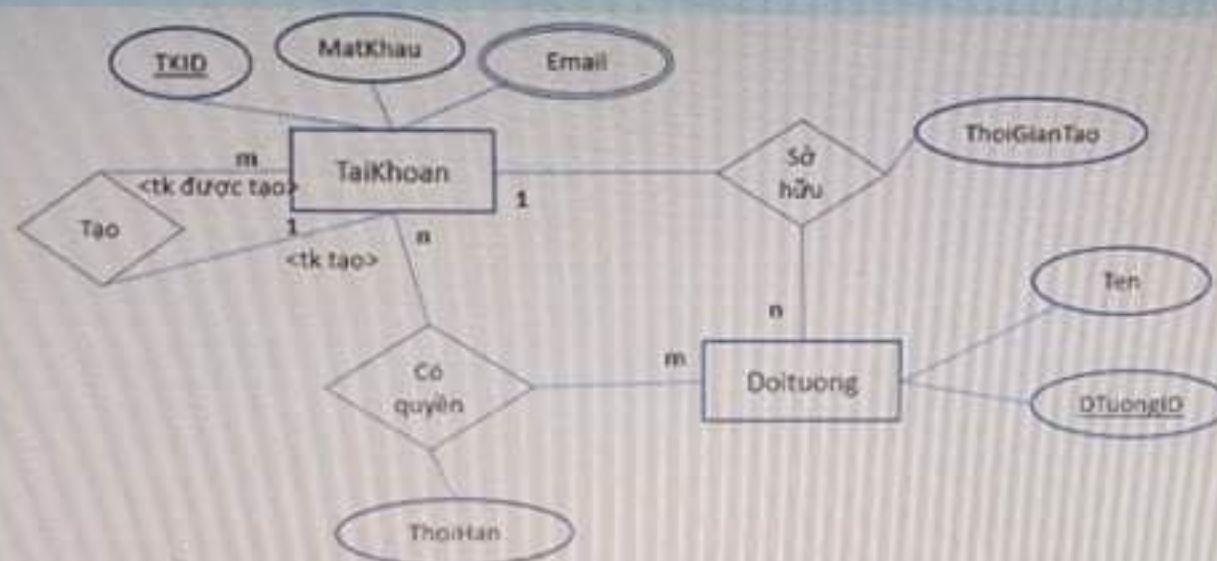 TKID
MatKhau
Email
ThoiGianTao
TaiKhoan
Sở
hữu
m
<tk được tạo>
1
Tạo
1
<tk tạo>
n
Ten
n
Có
quyền
m
Doituong
DTuongID
ThoiHan